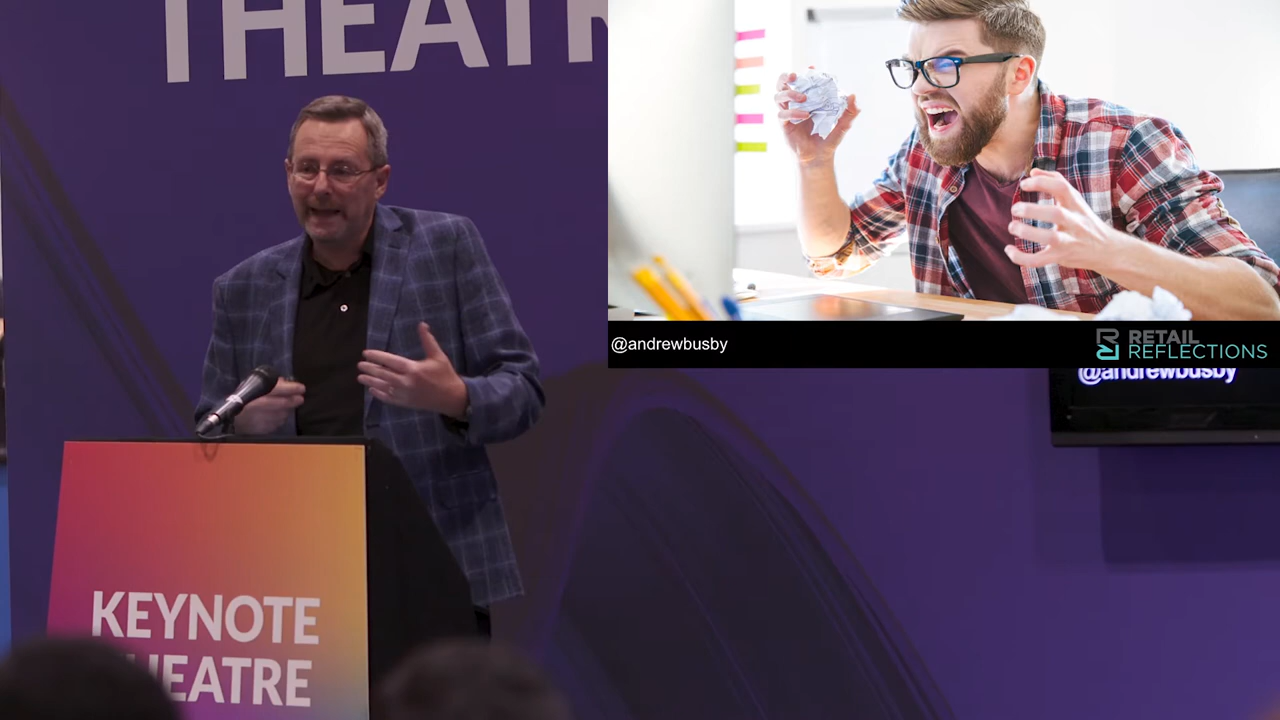 THEATR
@andrewbusby
RETAIL
REFLECTIONS
@andrewbusby
KEYNOTE
THEATRE